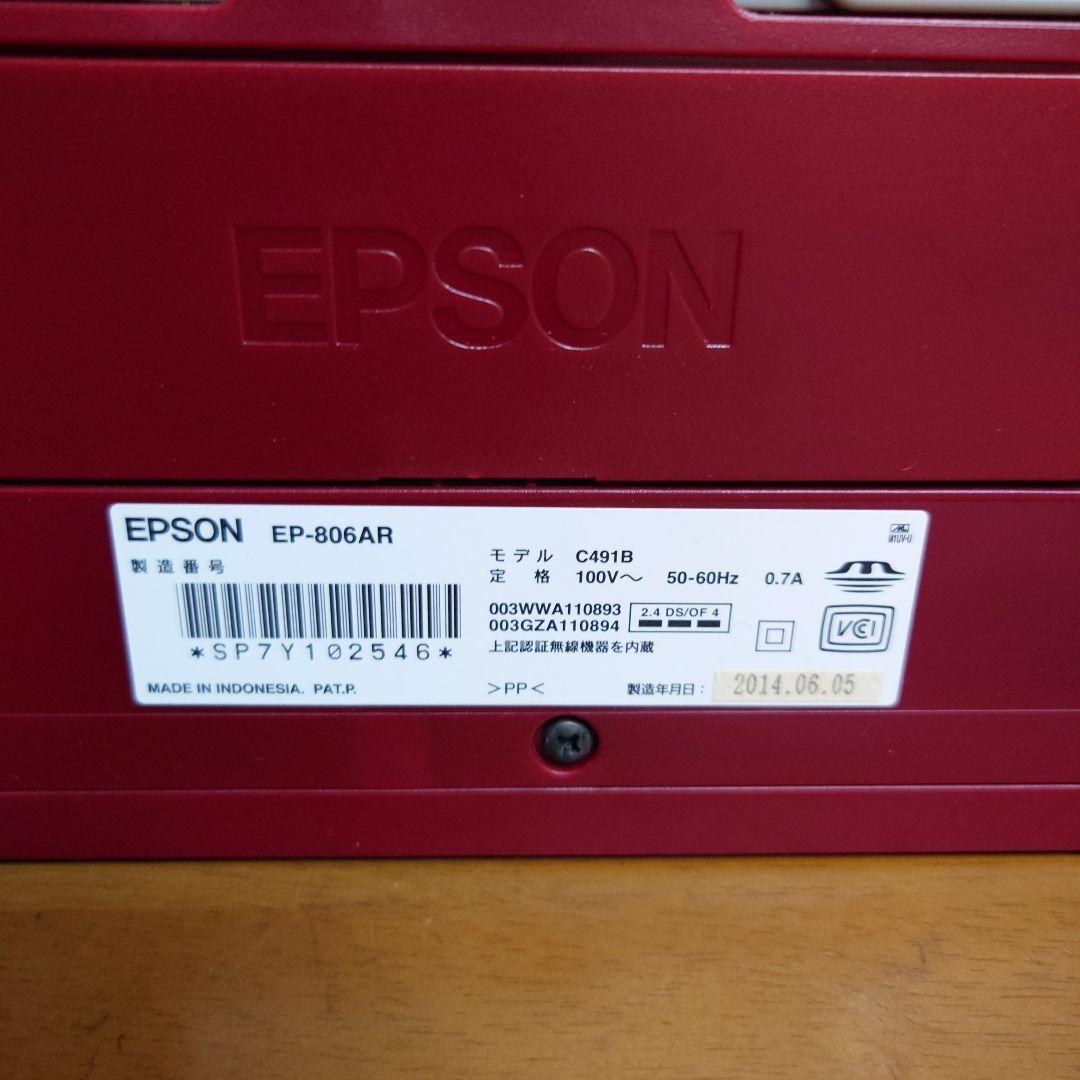 EPSON
EPSON EP-806AR
製造番号
*SP7Y102546*
MADE IN INDONESIA. PAT.P.
モデル C491B
定格 100V～ 50-60Hz 0.7A
003WWA110893
003GZA110894
2.4 DS/OF 4
上記認証無線機器を内蔵
>PP<
製造年月日: 2014.06.05
VCI